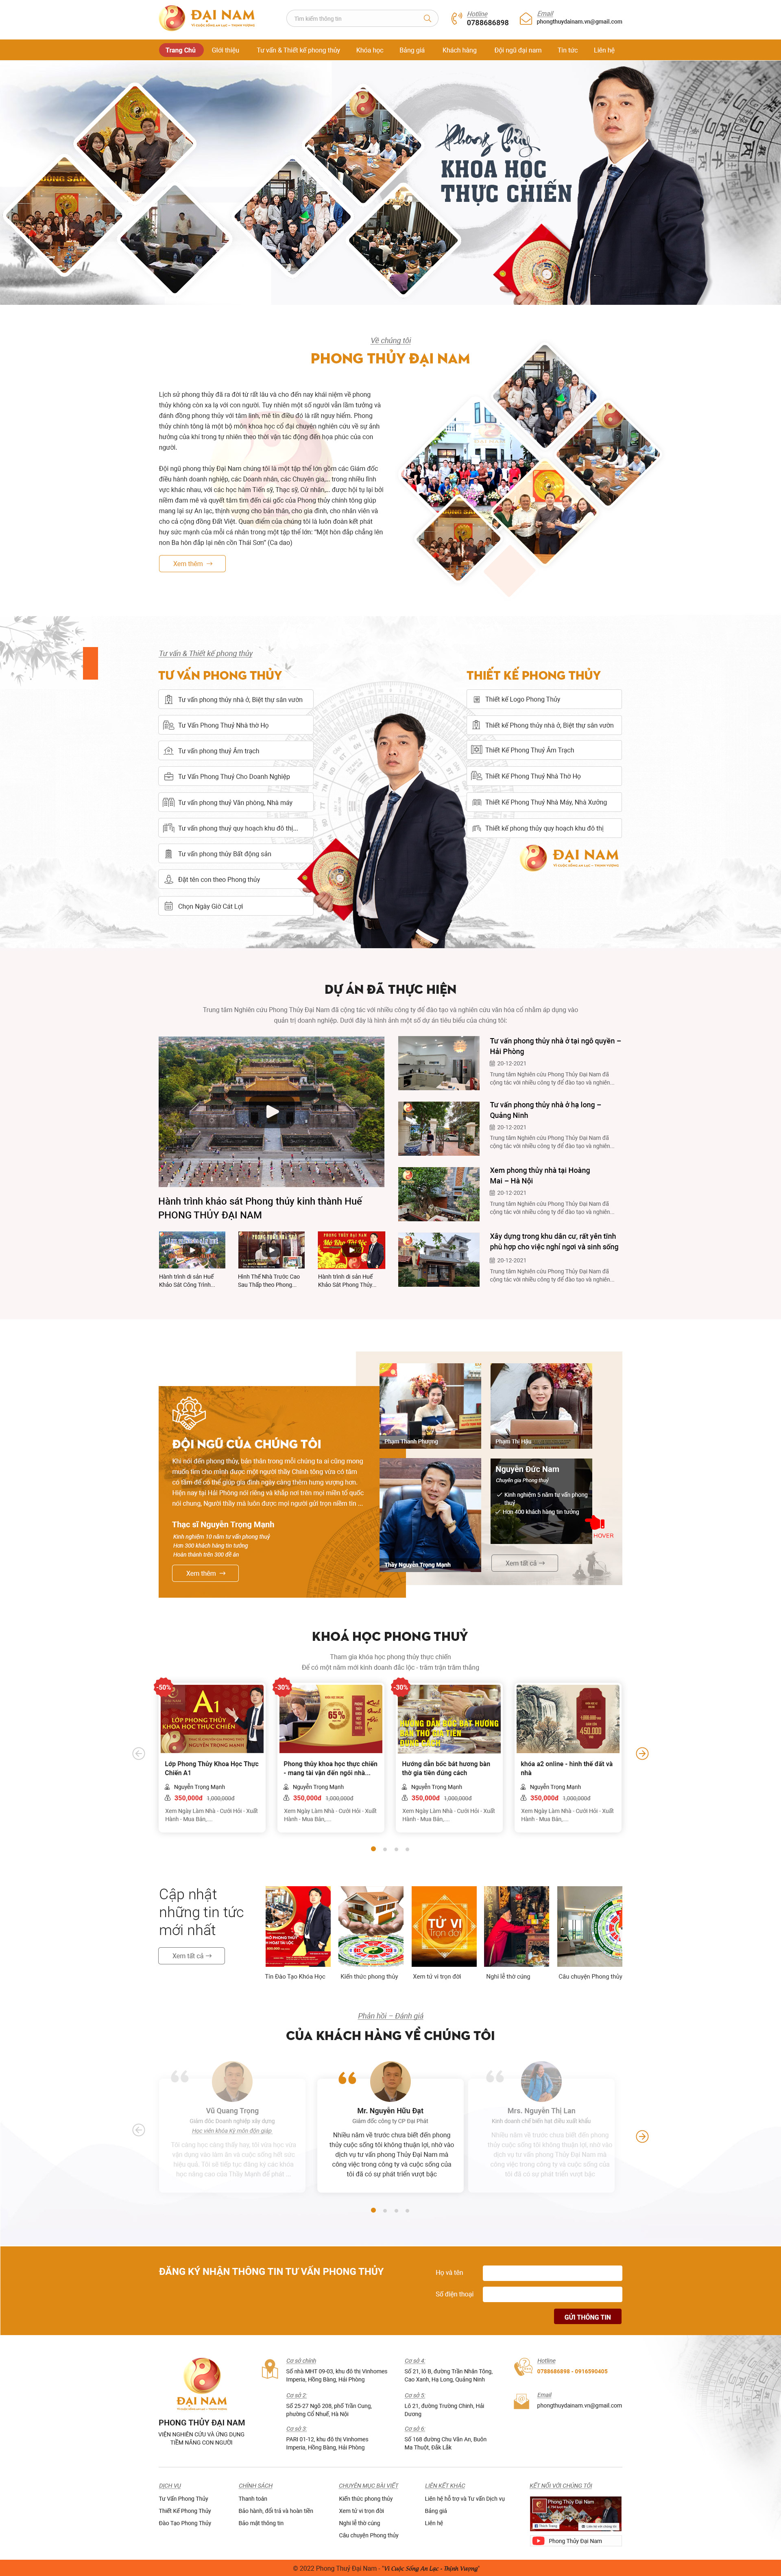 ĐẠI NAM
VÌ CUỘC SỐNG AN LẠC - THỊNH VƯỢNG
Tìm kiếm thông tin
Hotline
0788686898
Email
phongthuydainam.vn@gmail.com
Trang Chủ
Giới thiệu
Tư vấn & Thiết kế phong thủy
Khóa học
Bảng giá
Khách hàng
Đội ngũ đại nam
Tin tức
Liên hệ
Phong Thủy
KHOA HỌC
THỰC CHIẾN
Về chúng tôi
PHONG THỦY ĐẠI NAM
Lịch sử phong thủy đã ra đời từ rất lâu và cho đến nay khái niệm về phong
thủy không còn xa lạ với con người. Tuy nhiên một số người vẫn lầm tưởng và
đánh đồng phong thủy với tâm linh, mê tín điều đó là rất nguy hiểm. Phong
thủy chính tông là một bộ môn khoa học cổ đại chuyên nghiên cứu về sự ảnh
hưởng của khí trong tự nhiên theo thời vận tác động đến họa phúc của con
người.
Đội ngũ phong thủy Đại Nam chúng tôi là một tập thể lớn gồm các Giám đốc
điều hành doanh nghiệp, các Doanh nhân, các Chuyên gia,… trong nhiều lĩnh
vực khác nhau, với các học hàm Tiến sỹ, Thạc sỹ, Cử nhân,… được hội tụ lại bởi
niềm đam mê và quyết tâm tìm đến cái gốc của Phong thủy chính tông giúp
mang lại sự An lạc, thịnh vượng cho bản thân, cho gia đình, cho nhân viên và
cho cả cộng đồng Đất Việt. Quan điểm của chúng tôi là luôn đoàn kết phát
huy sức mạnh của mỗi cá nhân trong một tập thể lớn: “Một hòn đắp chẳng lên
non Ba hòn đắp lại nên cồn Thái Sơn” (Ca dao)
Xem thêm →
Tư vấn & Thiết kế phong thủy
TƯ VẤN PHONG THỦY
Tư vấn phong thủy nhà ở, Biệt thự sân vườn
Tư Vấn Phong Thuỷ Nhà thờ Họ
Tư vấn phong thuỷ Âm trạch
Tư Vấn Phong Thuỷ Cho Doanh Nghiệp
Tư vấn phong thuỷ Văn phòng, Nhà máy
Tư vấn phong thuỷ quy hoạch khu đô thị...
Tư vấn phong thủy Bất động sản
Đặt tên con theo Phong thủy
Chọn Ngày Giờ Cát Lợi
THIẾT KẾ PHONG THỦY
Thiết kế Logo Phong Thủy
Thiết kế Phong thủy nhà ở, Biệt thự sân vườn
Thiết Kế Phong Thuỷ Âm Trạch
Thiết Kế Phong Thuỷ Nhà Thờ Họ
Thiết Kế Phong Thuỷ Nhà Máy, Nhà Xưởng
Thiết kế phong thủy quy hoạch khu đô thị
ĐẠI NAM
VÌ CUỘC SỐNG AN LẠC - THỊNH VƯỢNG
DỰ ÁN ĐÃ THỰC HIỆN
Trung tâm Nghiên cứu Phong Thủy Đại Nam đã cộng tác với nhiều công ty để đào tạo và nghiên cứu văn hóa cổ nhằm áp dụng vào
quản trị doanh nghiệp. Dưới đây là hình ảnh một số dự án tiêu biểu của chúng tôi:
Hành trình khảo sát Phong thủy kinh thành Huế
PHONG THỦY ĐẠI NAM
Hành trình di sản Huế
Khảo Sát Công Trình...
Hình Thế Nhà Trước Cao
Sau Thấp theo Phong...
Hành trình di sản Huế
Khảo Sát Phong Thủy...
Tư vấn phong thủy nhà ở tại ngô quyền –
Hải Phòng
20-12-2021
Trung tâm Nghiên cứu Phong Thủy Đại Nam đã
cộng tác với nhiều công ty để đào tạo và nghiên...
Tư vấn phong thủy nhà ở hạ long –
Quảng Ninh
20-12-2021
Trung tâm Nghiên cứu Phong Thủy Đại Nam đã
cộng tác với nhiều công ty để đào tạo và nghiên...
Xem phong thủy nhà tại Hoàng
Mai – Hà Nội
20-12-2021
Trung tâm Nghiên cứu Phong Thủy Đại Nam đã
cộng tác với nhiều công ty để đào tạo và nghiên...
Xây dựng trong khu dân cư, rất yên tĩnh
phù hợp cho việc nghỉ ngơi và sinh sống
20-12-2021
Trung tâm Nghiên cứu Phong Thủy Đại Nam đã
cộng tác với nhiều công ty để đào tạo và nghiên...
ĐỘI NGŨ CỦA CHÚNG TÔI
Khi nói đến phong thủy, bản thân trong mỗi chúng ta ai cũng mong
muốn tìm cho mình được một người thầy Chính tông vừa có tâm
có tầm để có thể giúp gia đình ngày càng thêm hưng vượng hơn.
Hiện nay tại Hải Phòng nói riêng và khắp nơi trên mọi miền tổ quốc
nói chung, Người thầy mà luôn được mọi người gửi trọn niềm tin ...
Thạc sĩ Nguyễn Trọng Mạnh
Kinh nghiệm 10 năm tư vấn phong thuỷ
Hơn 300 khách hàng tin tưởng
Hoàn thành trên 300 đề án
Xem thêm →
Phạm Thanh Phượng
Phạm Thị Hậu
Thầy Nguyễn Trọng Mạnh
Nguyễn Đức Nam
Chuyên gia Phong thuỷ
Kinh nghiệm 5 năm tư vấn phong
thuỷ
Hơn 400 khách hàng tin tưởng
HOVER
Xem tất cả →
KHOÁ HỌC PHONG THUỶ
Tham gia khóa học phong thủy thực chiến
Để có một năm mới kinh doanh đắc lộc - trăm trận trăm thắng
-50%
A1
LỚP PHONG THỦY
KHOA HỌC THỰC CHIẾN
NGUYỄN TRỌNG MẠNH
Lớp Phong Thủy Khoa Học Thực
Chiến A1
Nguyễn Trọng Mạnh
350,000đ 1,000,000đ
Xem Ngày Làm Nhà - Cưới Hỏi - Xuất
Hành - Mua Bán,....
-30%
65%
Phong thủy khoa học thực chiến
- mang tài vận đến ngôi nhà...
Nguyễn Trọng Mạnh
350,000đ 1,000,000đ
Xem Ngày Làm Nhà - Cưới Hỏi - Xuất
Hành - Mua Bán,....
-30%
HƯỚNG DẪN BỐC BÁT HƯƠNG
BÀN THỜ GIA TIÊN
ĐÚNG CÁCH
Hướng dẫn bốc bát hương bàn
thờ gia tiên đúng cách
Nguyễn Trọng Mạnh
350,000đ 1,000,000đ
Xem Ngày Làm Nhà - Cưới Hỏi - Xuất
Hành - Mua Bán,....
450.000
khóa a2 online - hình thế đất và
nhà
Nguyễn Trọng Mạnh
350,000đ 1,000,000đ
Xem Ngày Làm Nhà - Cưới Hỏi - Xuất
Hành - Mua Bán,....
Cập nhật
những tin tức
mới nhất
Xem tất cả →
Tin Đào Tạo Khóa Học
Kiến thức phong thủy
TỬ VI
Trọn đời
Xem tử vi trọn đời
Nghi lễ thờ cúng
Câu chuyện Phong thủy
Phản hồi – Đánh giá
CỦA KHÁCH HÀNG VỀ CHÚNG TÔI
Vũ Quang Trọng
Giám đốc Doanh nghiệp xây dựng
Học viên khóa Kỳ môn độn giáp
Mr. Nguyễn Hữu Đạt
Giám đốc công ty CP Đại Phát
Nhiều năm về trước chưa biết đến phong
thủy cuộc sống tôi không thuận lợi, nhờ vào
dịch vụ tư vấn phong Thủy Đại Nam mà
công việc trong công ty và cuộc sống của
tôi đã có sự phát triển vượt bậc
Mrs. Nguyễn Thị Lan
Kinh doanh chế biến hạt điều xuất khẩu
Nhiều năm về trước chưa biết đến phong
thủy cuộc sống tôi không thuận lợi, nhờ vào
dịch vụ tư vấn phong Thủy Đại Nam mà
công việc trong công ty và cuộc sống của
tôi đã có sự phát triển vượt bậc
ĐĂNG KÝ NHẬN THÔNG TIN TƯ VẤN PHONG THỦY
Họ và tên
Số điện thoại
GỬI THÔNG TIN
ĐẠI NAM
PHONG THỦY ĐẠI NAM
VIỆN NGHIÊN CỨU VÀ ỨNG DỤNG
TIỀM NĂNG CON NGƯỜI
Cơ sở chính
Số nhà MHT 09-03, khu đô thị Vinhomes
Imperia, Hồng Bàng, Hải Phòng
Cơ sở 2:
Số 25-27 Ngõ 208, phố Trần Cung,
phường Cổ Nhuế, Hà Nội
Cơ sở 3:
PARI 01-12, khu đô thị Vinhomes
Imperia, Hồng Bàng, Hải Phòng
Cơ sở 4:
Số 21, lô B, đường Trần Nhân Tông,
Cao Xanh, Hạ Long, Quảng Ninh
Cơ sở 5:
Lô 21, đường Trường Chinh, Hải
Dương
Cơ sở 6:
Số 168 đường Chu Văn An, Buôn
Ma Thuột, Đắk Lắk
Hotline
0788686898 - 0916590405
Email
phongthuydainam.vn@gmail.com
DỊCH VỤ
Tư Vấn Phong Thủy
Thiết Kế Phong Thủy
Đào Tạo Phong Thủy
CHÍNH SÁCH
Thanh toán
Bảo hành, đổi trả và hoàn tiền
Bảo mật thông tin
CHUYÊN MỤC BÀI VIẾT
Kiến thức phong thủy
Xem tử vi trọn đời
Nghi lễ thờ cúng
Câu chuyện Phong thủy
LIÊN KẾT KHÁC
Liên hệ hỗ trợ và Tư vấn Dịch vụ
Bảng giá
Liên hệ
KẾT NỐI VỚI CHÚNG TÔI
Phong Thủy Đại Nam
Phong Thủy Đại Nam
© 2022 Phong Thuỷ Đại Nam - "Vì Cuộc Sống An Lạc - Thịnh Vượng"